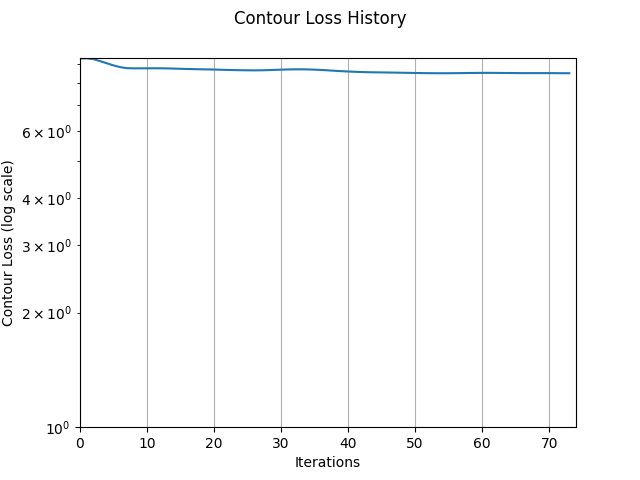 Contour Loss History
Contour Loss (log scale)
6 × 10⁰
4 × 10⁰
3 × 10⁰
2 × 10⁰
10⁰
0 10 20 30 40 50 60 70
Iterations